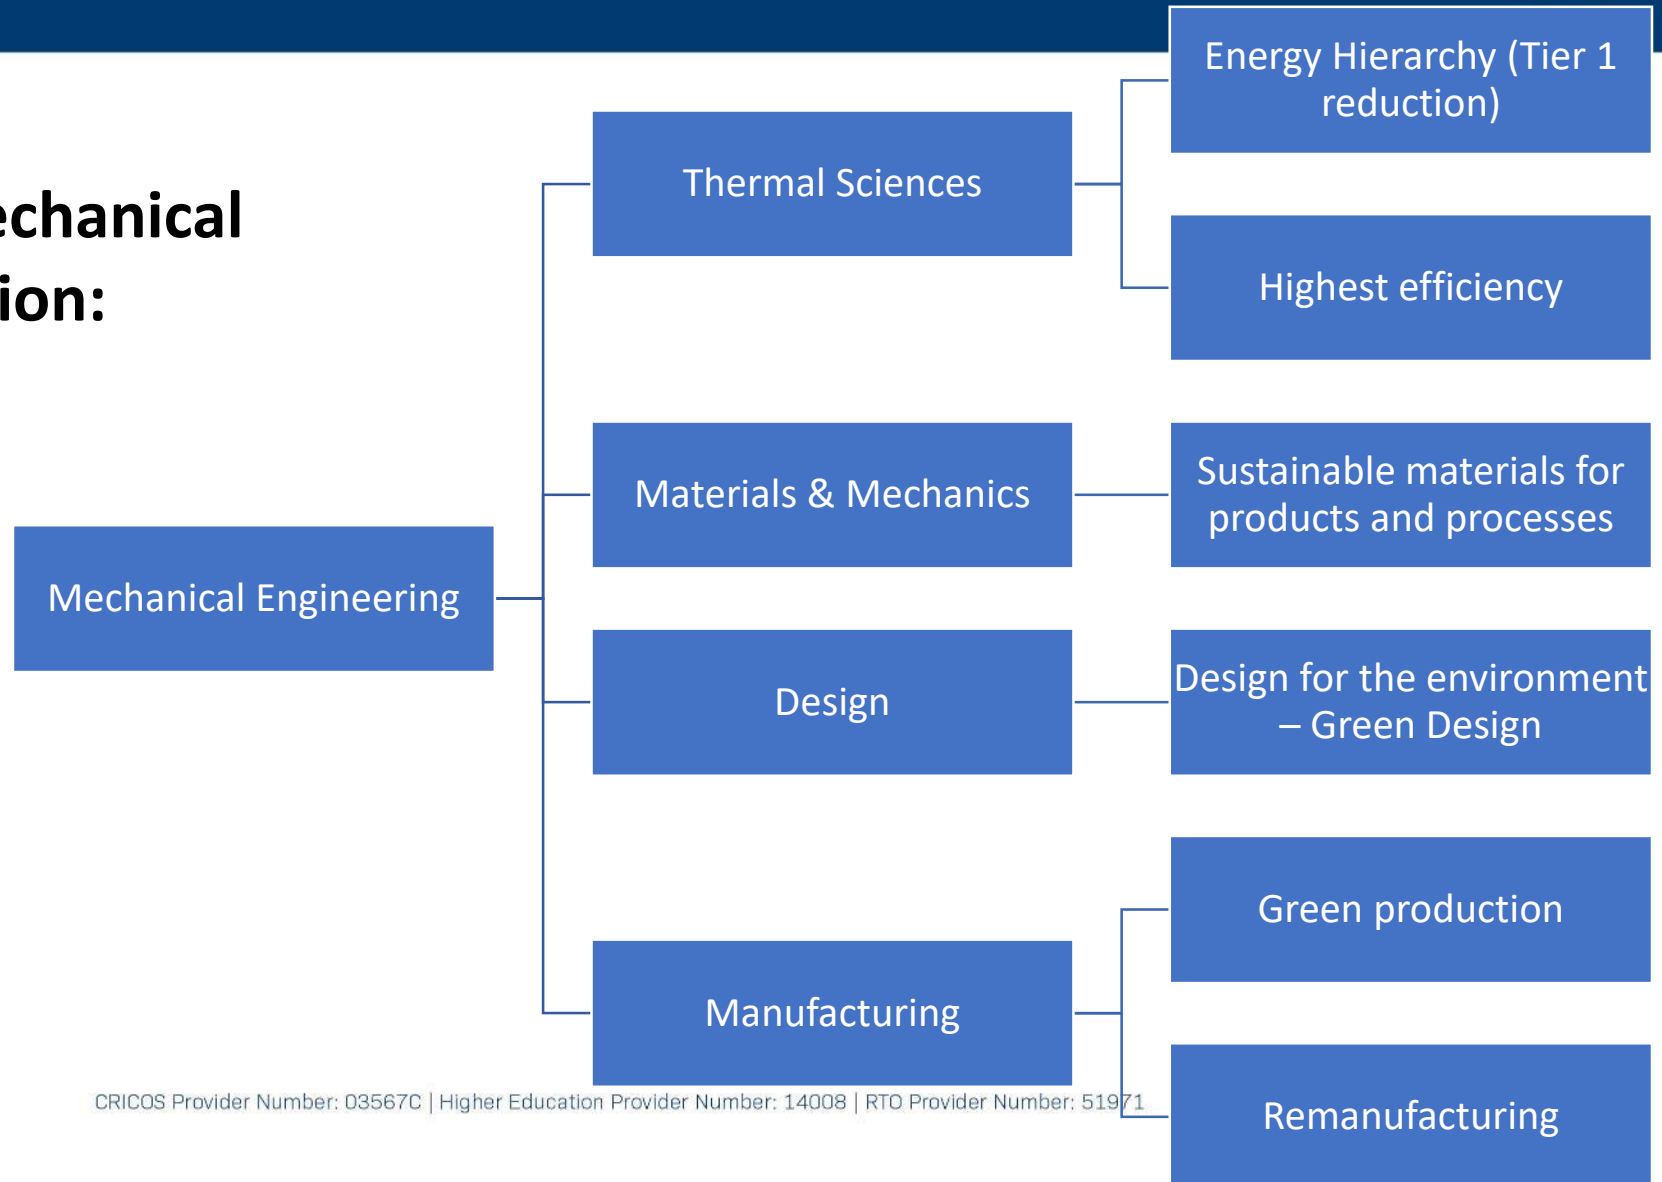 echanical
ion:
Mechanical Engineering
Thermal Sciences
Energy Hierarchy (Tier 1
reduction)
Highest efficiency
Materials & Mechanics
Sustainable materials for
products and processes
Design
Design for the environment
– Green Design
Manufacturing
Green production
Remanufacturing
CRICOS Provider Number: 03567C | Higher Education Provider Number: 14008 | RTO Provider Number: 51971